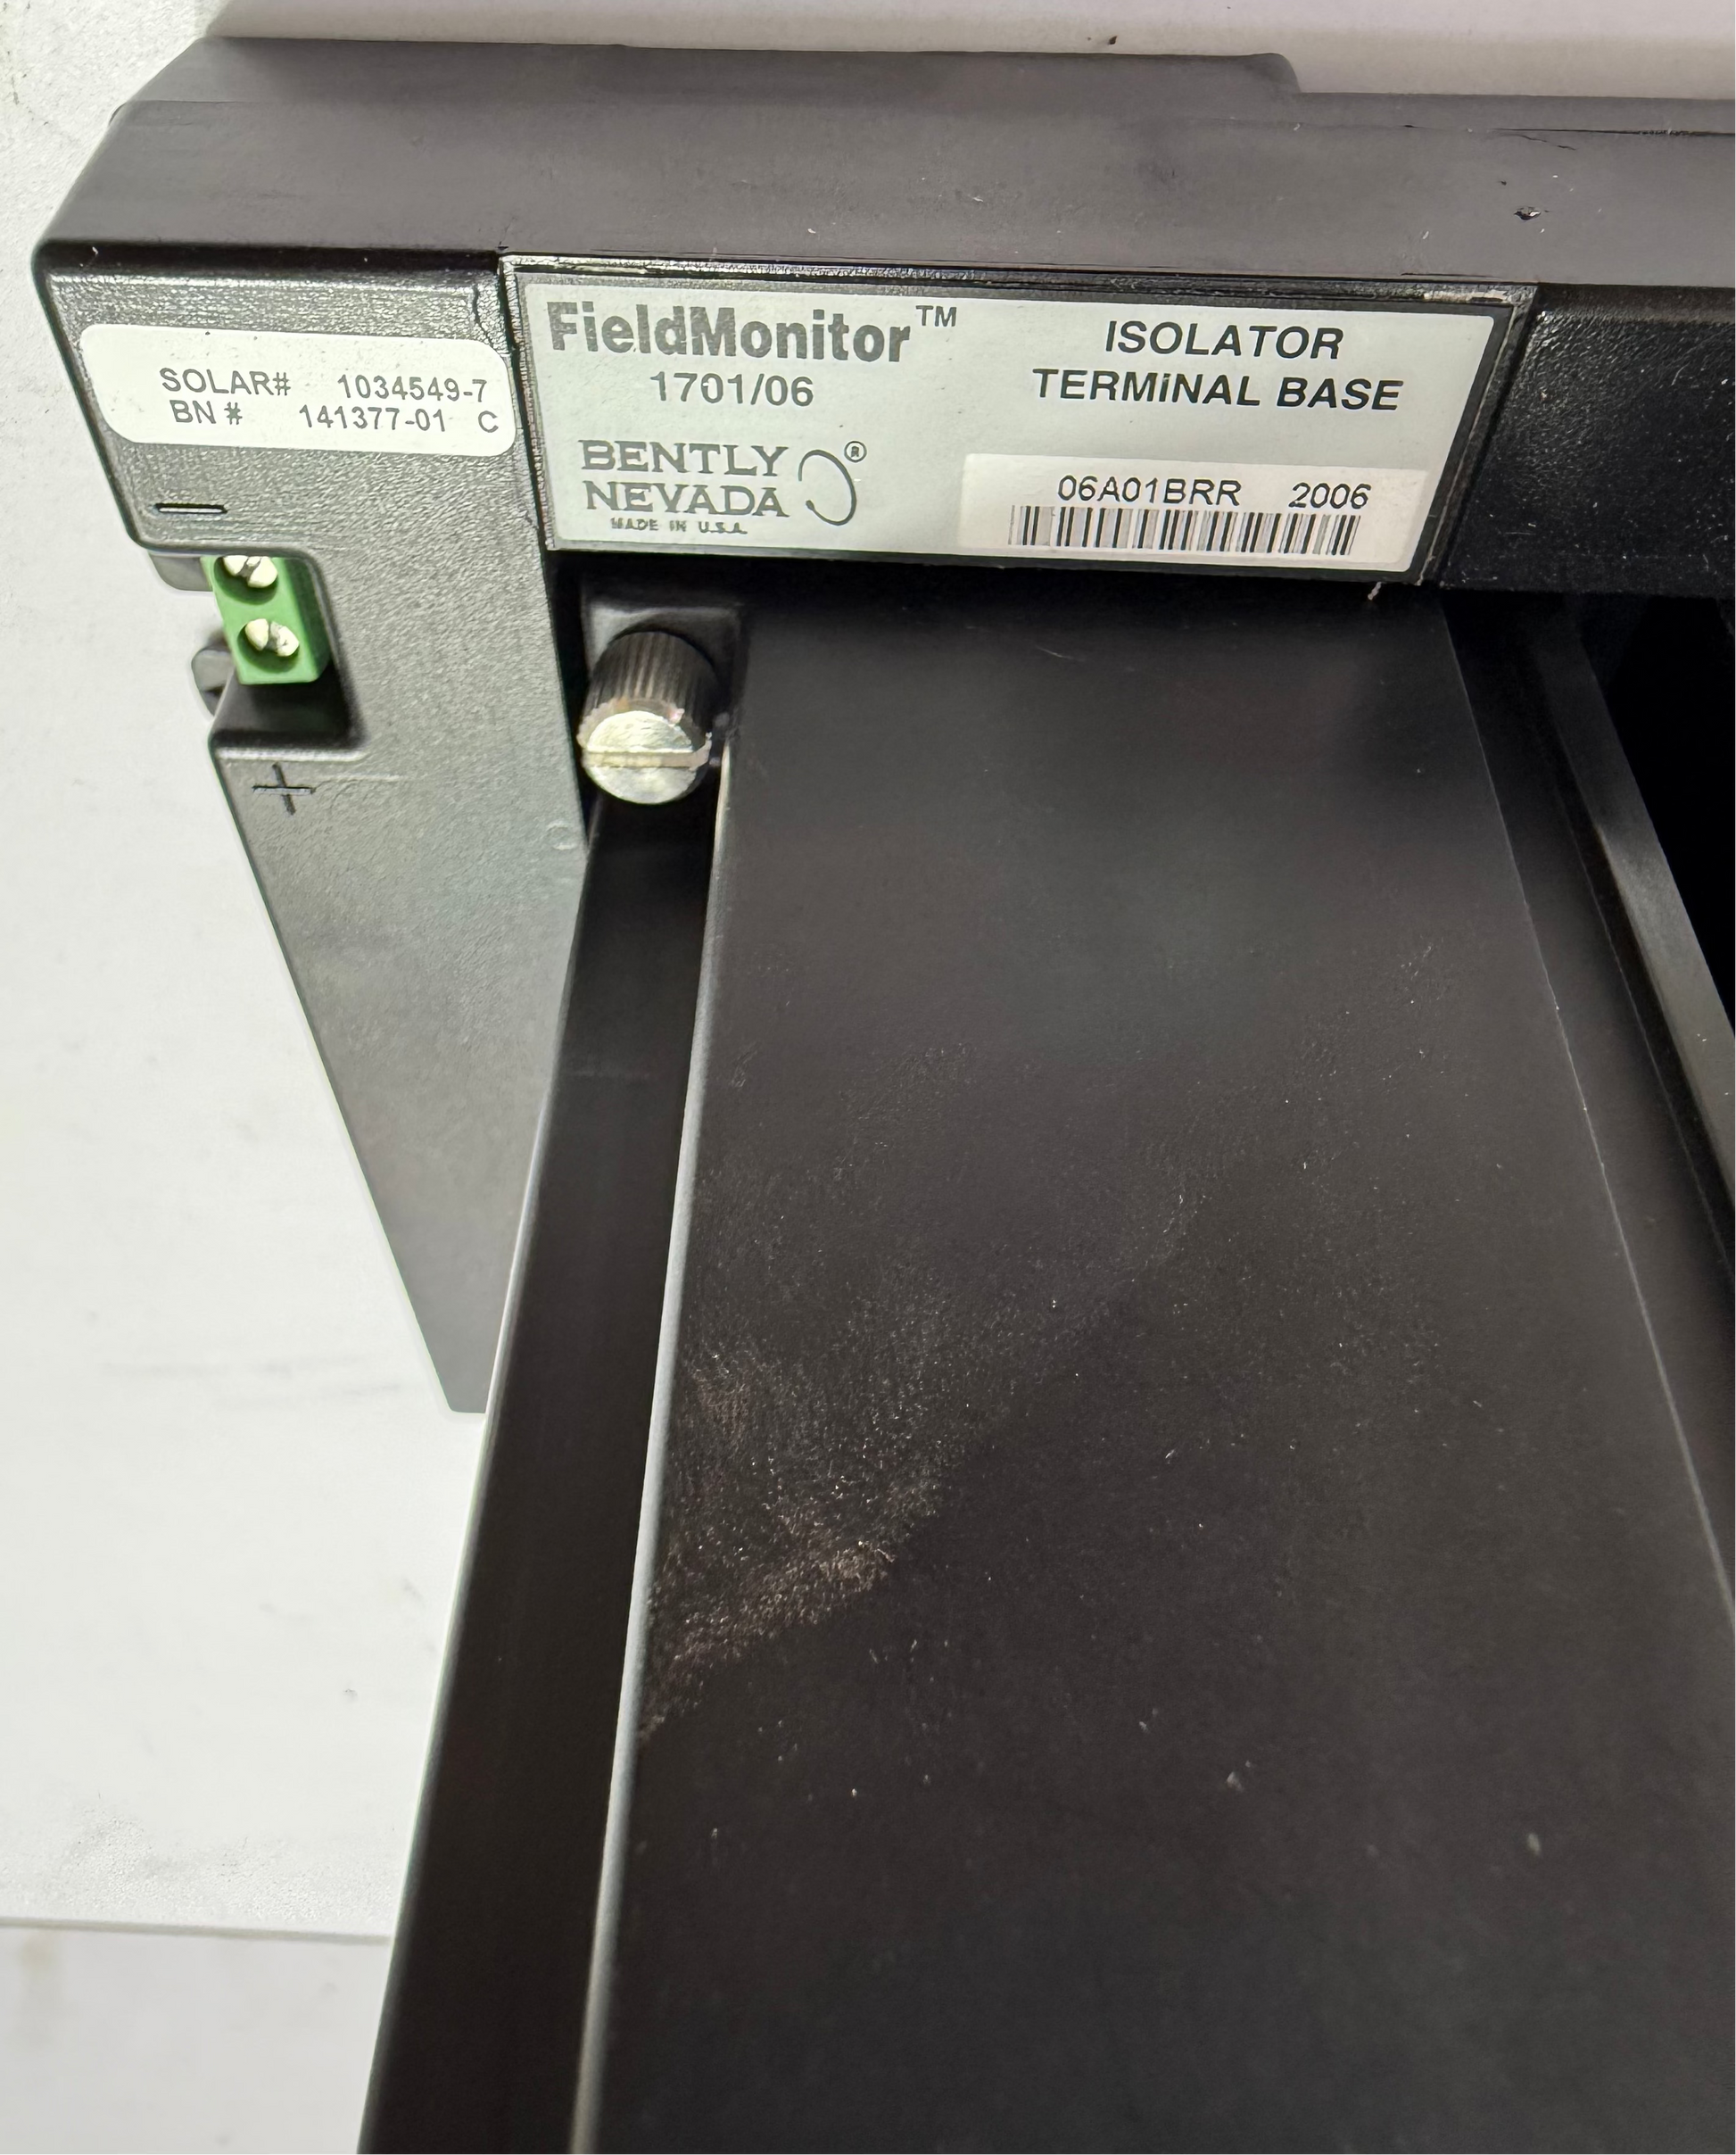 SOLAR# 1034549-7
BN # 141377-01 C
FieldMonitor™
1701/06
ISOLATOR
TERMINAL BASE
BENTLY
NEVADA ®
MADE IN U.S.A.
06A01BRR 2006
−
+